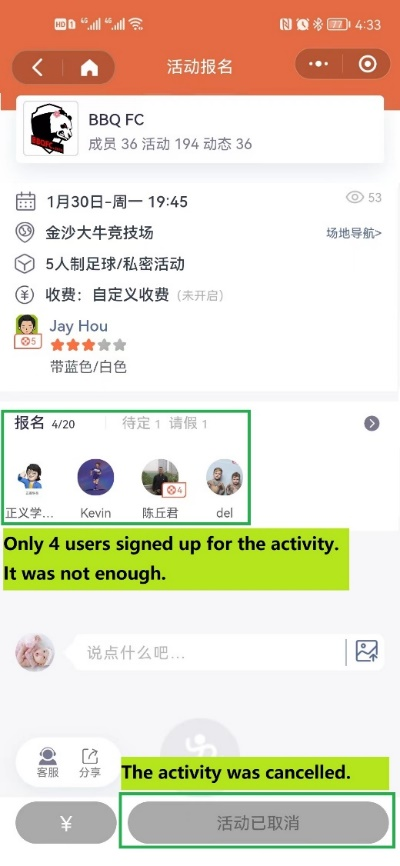 HD 1 4G 4G 77 4:33
活动报名
BBQ FC
成员 36 活动 194 动态 36
1月30日-周一 19:45
53
金沙大牛竞技场
场地导航>
5人制足球/私密活动
收费：自定义收费（未开启）
Jay Hou
5
带蓝色/白色
报名 4/20 待定 1 请假 1
4
正义学... Kevin 陈丘君 del
Only 4 users signed up for the activity.
It was not enough.
说点什么吧...
客服 分享
The activity was cancelled.
¥ 活动已取消